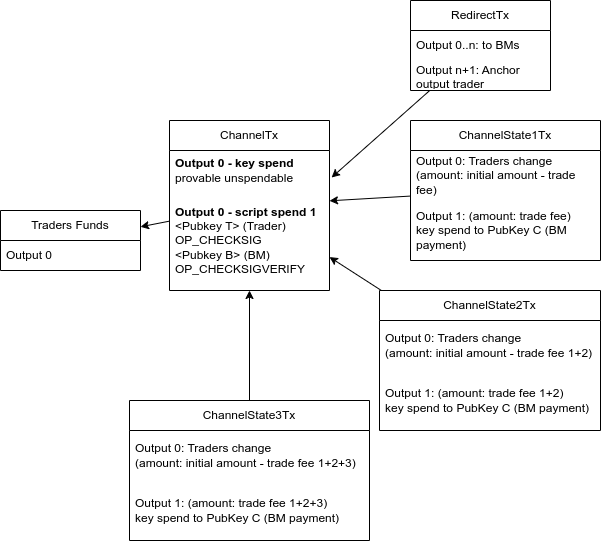 RedirectTx
Output 0..n: to BMs
Output n+1: Anchor
output trader
ChannelTx
Output 0 - key spend
provable unspendable
Output 0 - script spend 1
<Pubkey T> (Trader)
OP_CHECKSIG
<Pubkey B> (BM)
OP_CHECKSIGVERIFY
ChannelState1Tx
Output 0: Traders change
(amount: initial amount - trade
fee)
Output 1: (amount: trade fee)
key spend to PubKey C (BM
payment)
Traders Funds
Output 0
ChannelState2Tx
Output 0: Traders change
(amount: initial amount - trade fee 1+2)
Output 1: (amount: trade fee 1+2)
key spend to PubKey C (BM payment)
ChannelState3Tx
Output 0: Traders change
(amount: initial amount - trade fee 1+2+3)
Output 1: (amount: trade fee 1+2+3)
key spend to PubKey C (BM payment)